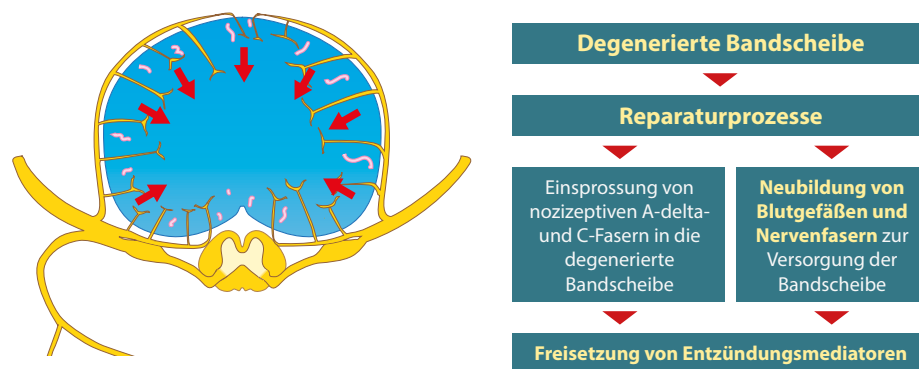 Degenerierte Bandscheibe
Reparaturprozesse
Einsprossung von
nozizeptiven A-delta-
und C-Fasern in die
degenerierte
Bandscheibe
Neubildung von
Blutgefäßen und
Nervenfasern zur
Versorgung der
Bandscheibe
Freisetzung von Entzündungsmediatoren